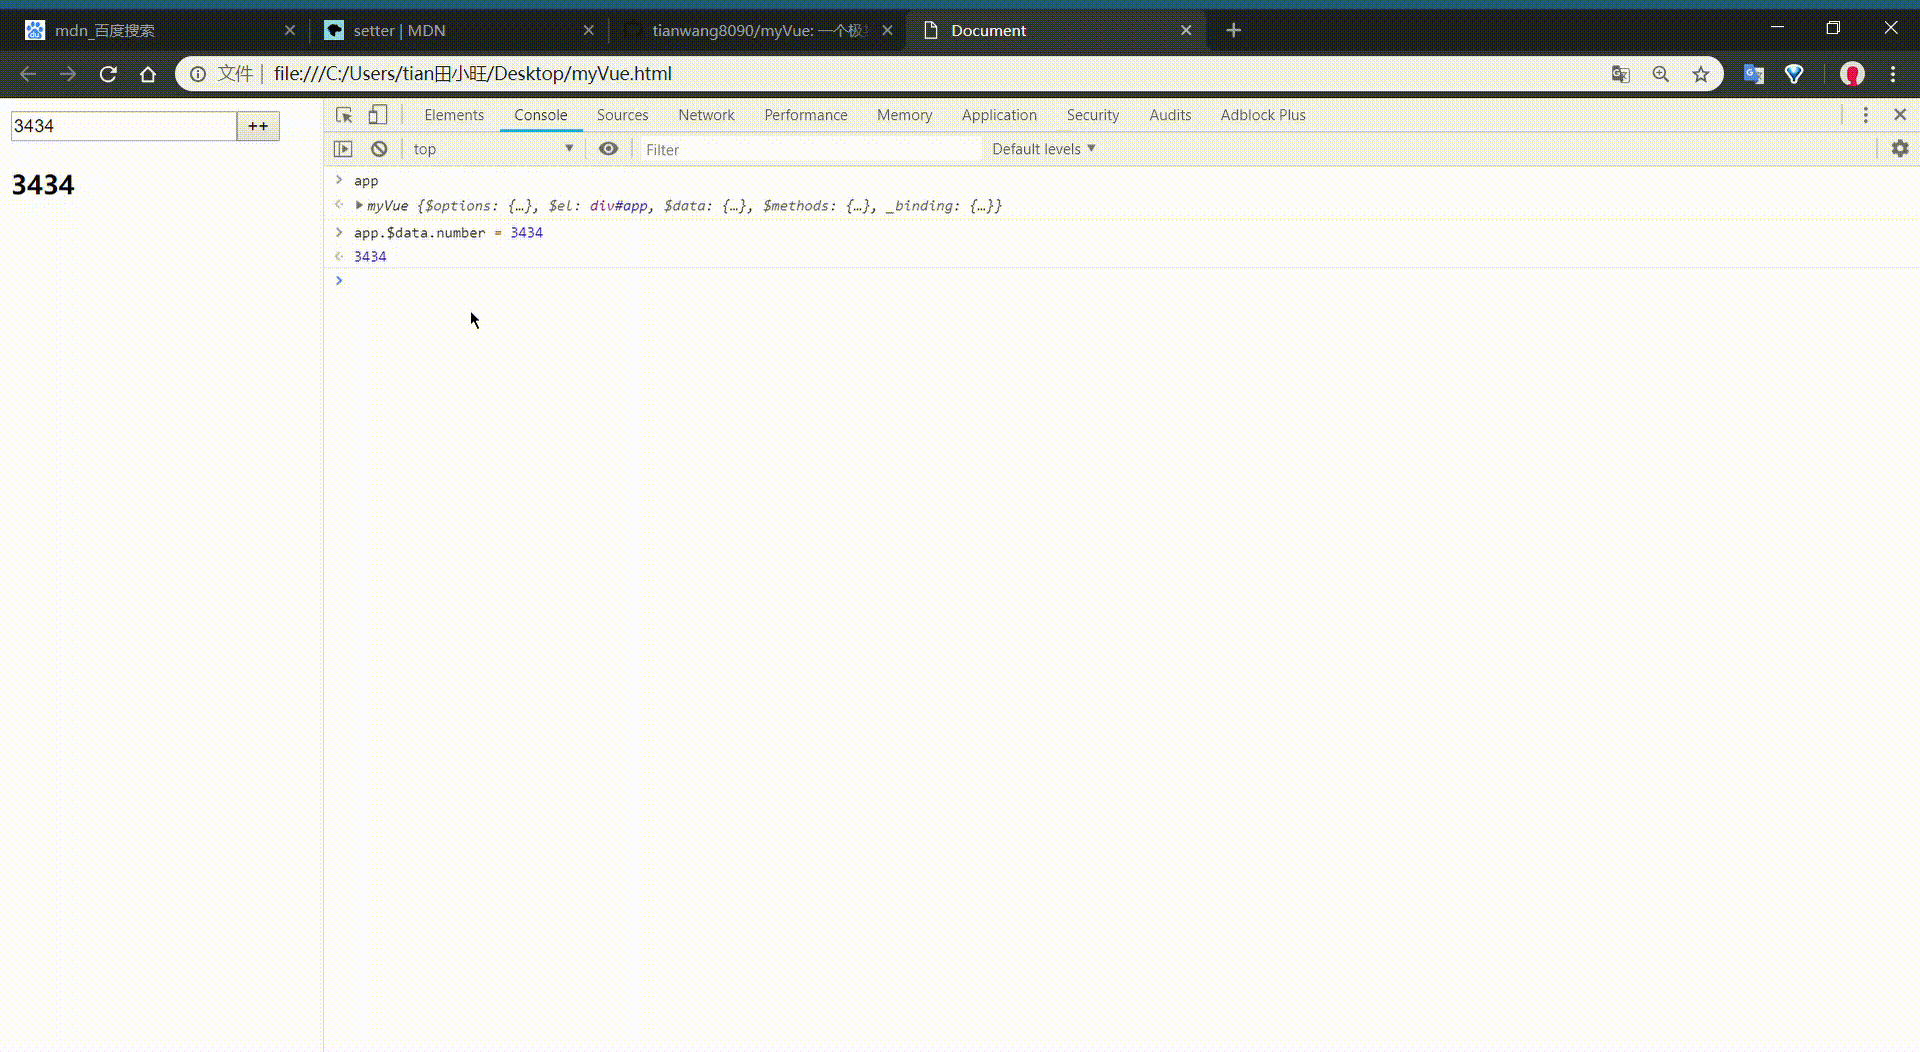 mdn_百度搜索
setter | MDN
tianwang8090/myVue: 一个极
Document
文件 | file:///C:/Users/tian田小旺/Desktop/myVue.html
3434 ++
3434
Elements Console Sources Network Performance Memory Application Security Audits Adblock Plus
top Filter Default levels
app
myVue {$options: {…}, $el: div#app, $data: {…}, $methods: {…}, _binding: {…}}
app.$data.number = 3434
3434